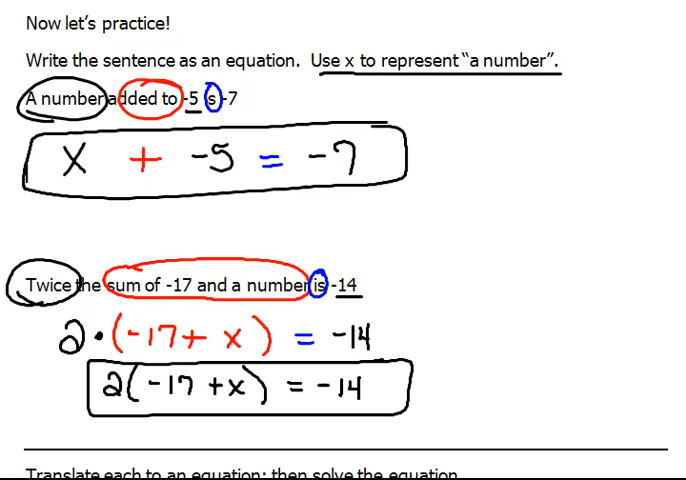 Now let's practice!
Write the sentence as an equation. Use x to represent "a number".
A number added to -5 is -7
x + -5 = -7
Twice the sum of -17 and a number is -14
2 • (-17 + x) = -14
2(-17 + x) = -14
Translate each to an equation; then solve the equation